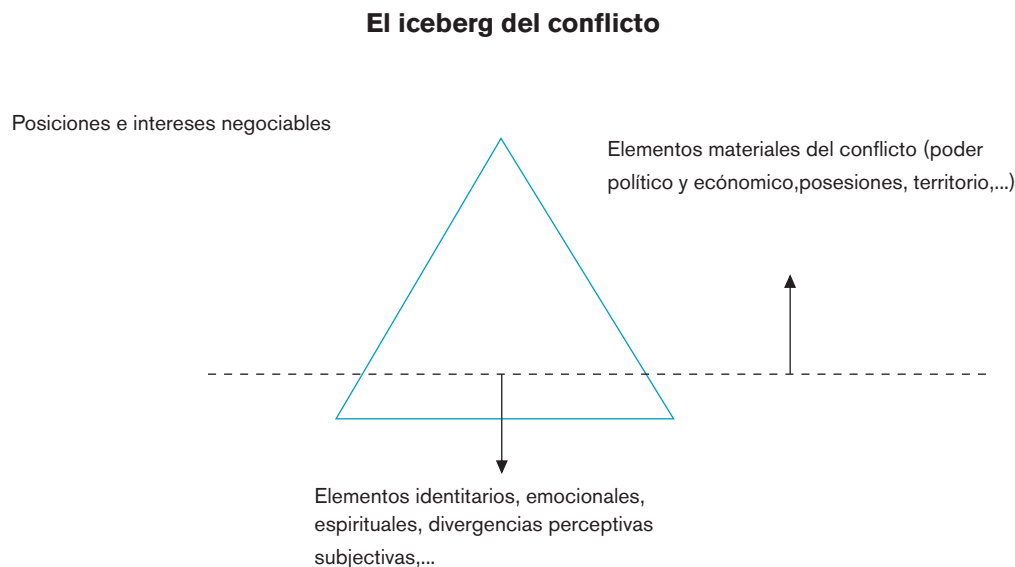 El iceberg del conflicto
Posiciones e intereses negociables
Elementos materiales del conflicto (poder
político y ecónomico,posesiones, territorio,...)
Elementos identitarios, emocionales,
espirituales, divergencias perceptivas
subjectivas,...